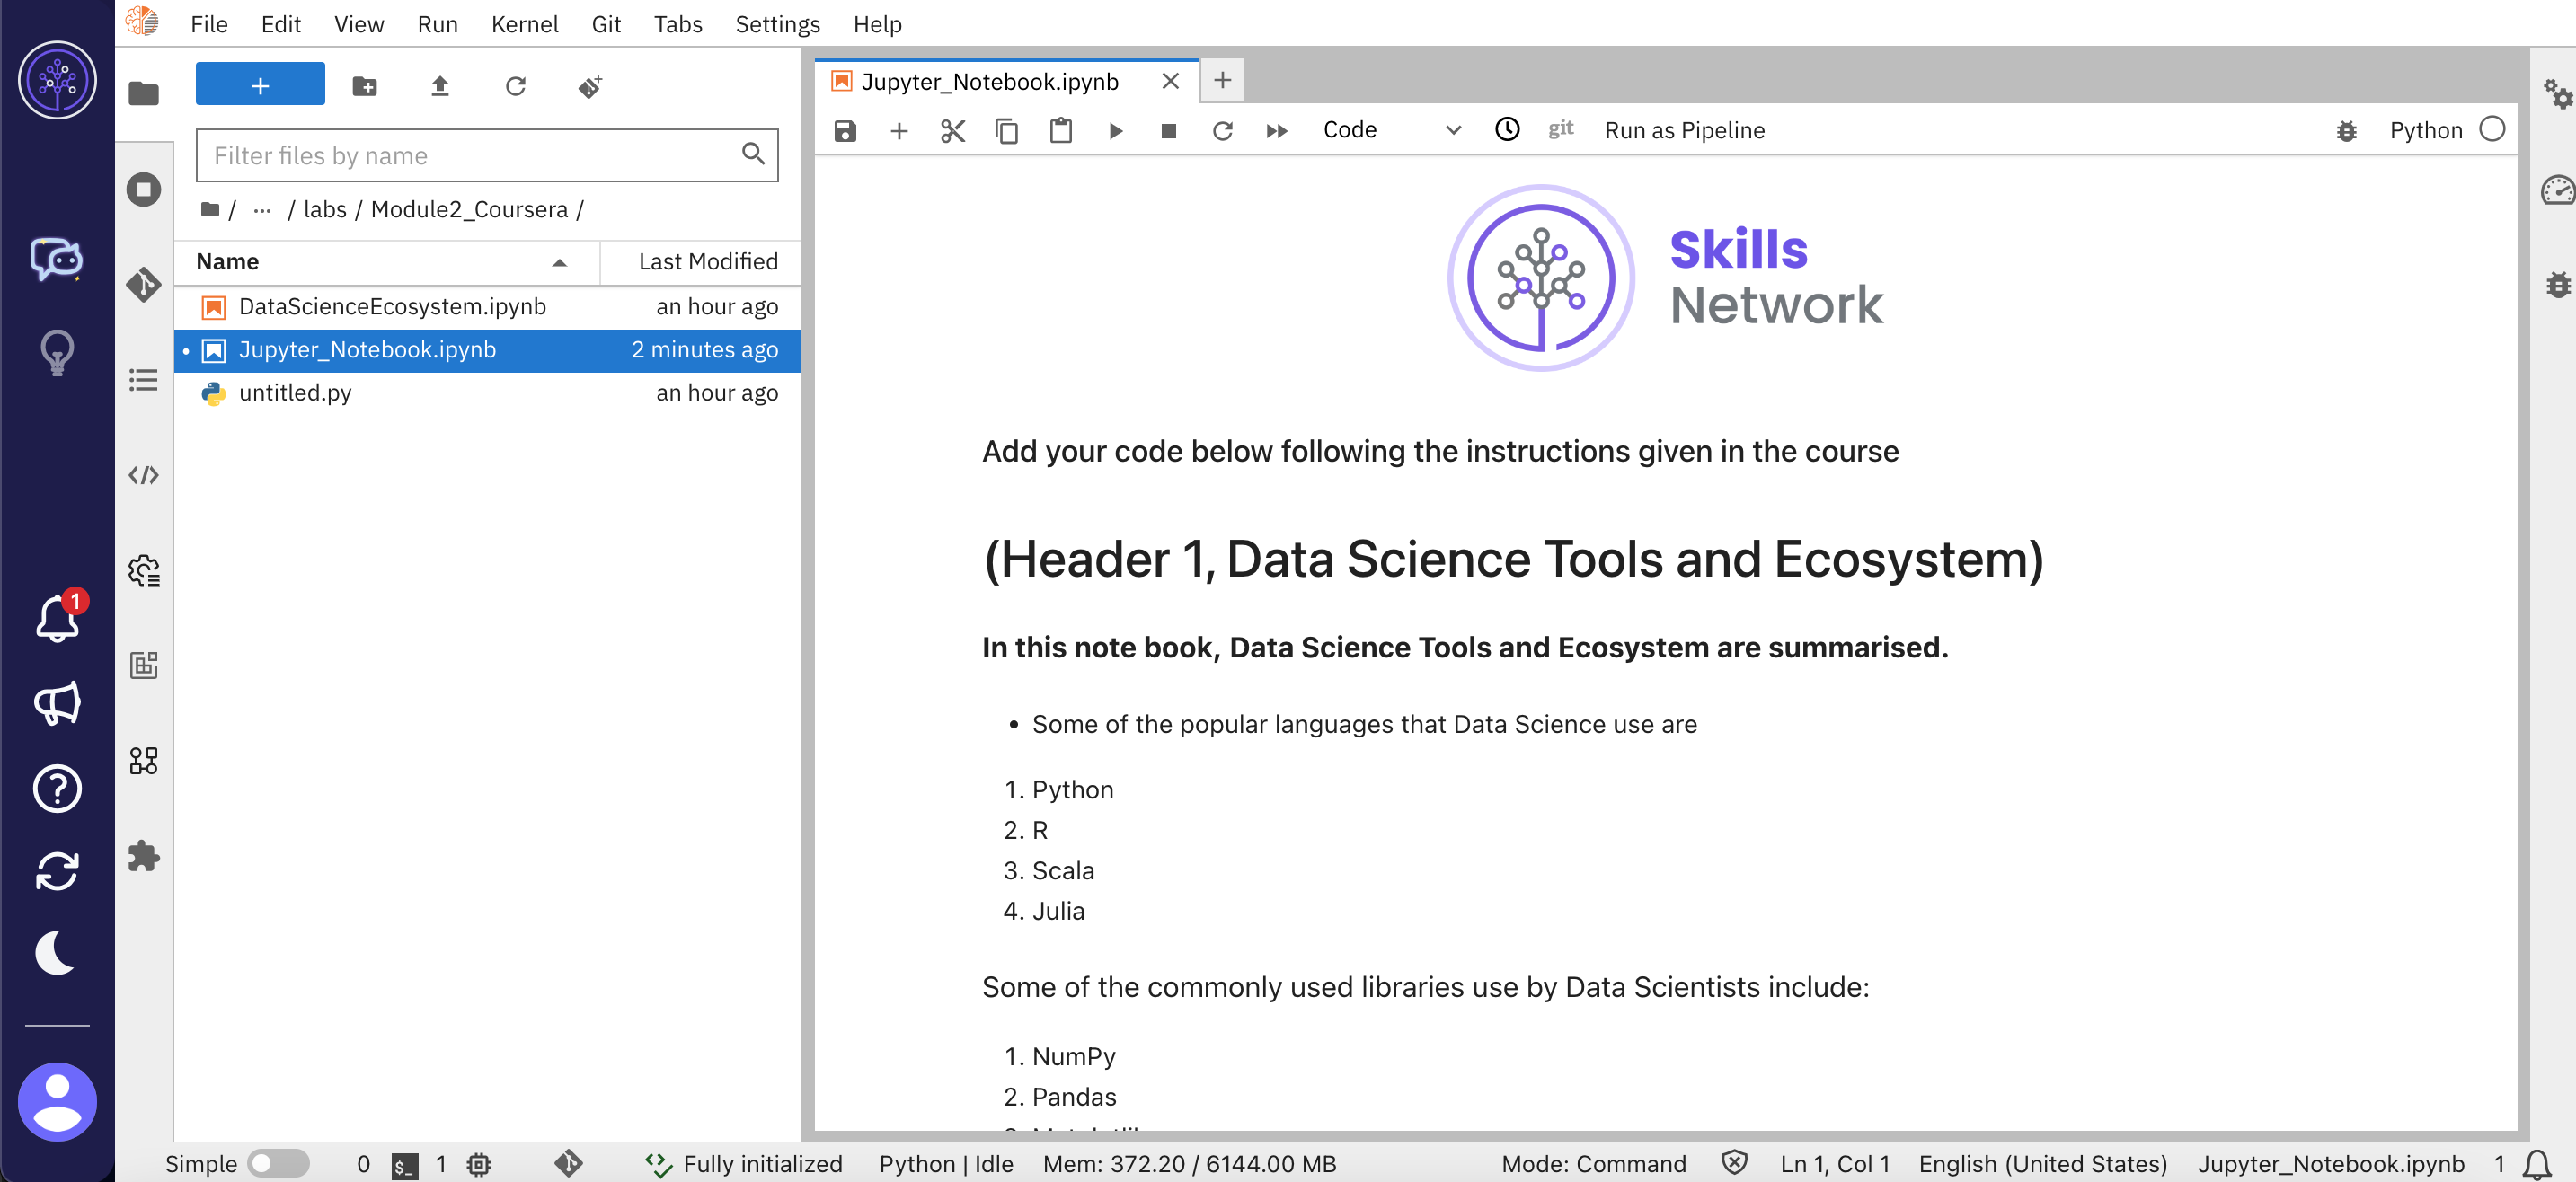 File Edit View Run Kernel Git Tabs Settings Help
+
Filter files by name
/ ... / labs / Module2_Coursera /
Name Last Modified
DataScienceEcosystem.ipynb an hour ago
• Jupyter_Notebook.ipynb 2 minutes ago
untitled.py an hour ago
1
Jupyter_Notebook.ipynb
Code git Run as Pipeline Python
Skills
Network
Add your code below following the instructions given in the course
(Header 1, Data Science Tools and Ecosystem)
In this note book, Data Science Tools and Ecosystem are summarised.
• Some of the popular languages that Data Science use are
1. Python
2. R
3. Scala
4. Julia
Some of the commonly used libraries use by Data Scientists include:
1. NumPy
2. Pandas
Simple 0 $_ 1 Fully initialized Python | Idle Mem: 372.20 / 6144.00 MB Mode: Command Ln 1, Col 1 English (United States) Jupyter_Notebook.ipynb 1